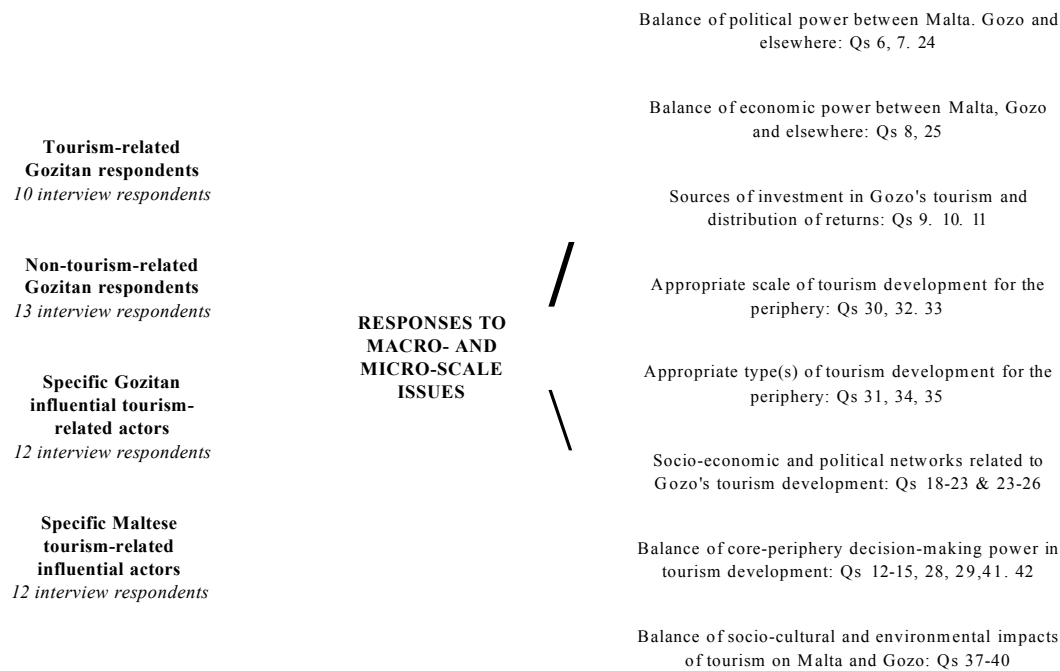 Tourism-related
Gozitan respondents
10 interview respondents
Non-tourism-related
Gozitan respondents
13 interview respondents
Specific Gozitan
influential tourism-
related actors
12 interview respondents
Specific Maltese
tourism-related
influential actors
12 interview respondents
RESPONSES TO
MACRO- AND
MICRO-SCALE
ISSUES
/
\
Balance of political power between Malta. Gozo and
elsewhere: Qs 6, 7. 24
Balance of economic power between Malta, Gozo
and elsewhere: Qs 8, 25
Sources of investment in Gozo's tourism and
distribution of returns: Qs 9. 10. 11
Appropriate scale of tourism development for the
periphery: Qs 30, 32. 33
Appropriate type(s) of tourism development for the
periphery: Qs 31, 34, 35
Socio-economic and political networks related to
Gozo's tourism development: Qs 18-23 & 23-26
Balance of core-periphery decision-making power in
tourism development: Qs 12-15, 28, 29,41. 42
Balance of socio-cultural and environmental impacts
of tourism on Malta and Gozo: Qs 37-40